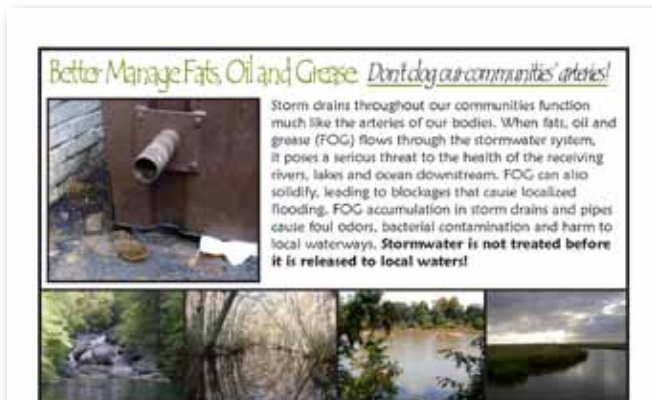 Better Manage Fats, Oil and Grease Don't clog our communities' arteries!
Storm drains throughout our communities function
much like the arteries of our bodies. When fats, oil and
grease (FOG) flows through the stormwater system,
it poses a serious threat to the health of the receiving
rivers, lakes and ocean downstream. FOG can also
solidify, leading to blockages that cause localized
flooding. FOG accumulation in storm drains and pipes
cause foul odors, bacterial contamination and harm to
local waterways. Stormwater is not treated before
it is released to local waters!